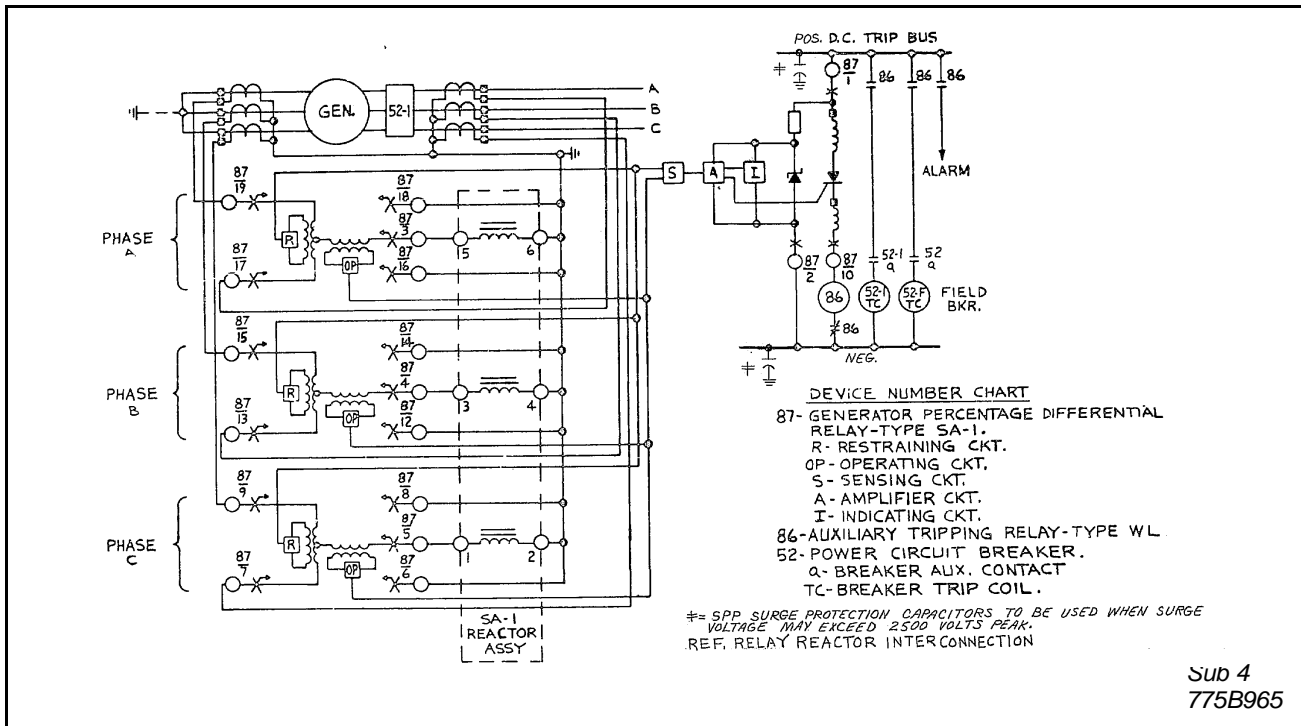 POS. D.C. TRIP BUS
87/1
86
86
86
ALARM
A
B
C
GEN.
52-1
S
A
I
87/19
87/18
87/3
87/16
87/17
PHASE A
R
OP
5
6
87/2
87/10
86
86
52-1 a
52 a
52-1 TC
52-F TC
FIELD BKR.
NEG.
87/15
87/14
87/4
87/12
87/13
PHASE B
R
OP
3
4
87/9
87/8
87/5
87/6
87/7
PHASE C
R
OP
1
2
SA-1 REACTOR ASSY
DEVICE NUMBER CHART
87- GENERATOR PERCENTAGE DIFFERENTIAL
RELAY-TYPE SA-1.
R- RESTRAINING CKT.
OP- OPERATING CKT.
S- SENSING CKT.
A- AMPLIFIER CKT.
I- INDICATING CKT.
86-AUXILIARY TRIPPING RELAY-TYPE WL
52-POWER CIRCUIT BREAKER.
a- BREAKER AUX. CONTACT
TC-BREAKER TRIP COIL.
‡= SPP SURGE PROTECTION CAPACITORS TO BE USED WHEN SURGE
VOLTAGE MAY EXCEED 2500 VOLTS PEAK.
REF. RELAY REACTOR INTERCONNECTION
Sub 4
775B965